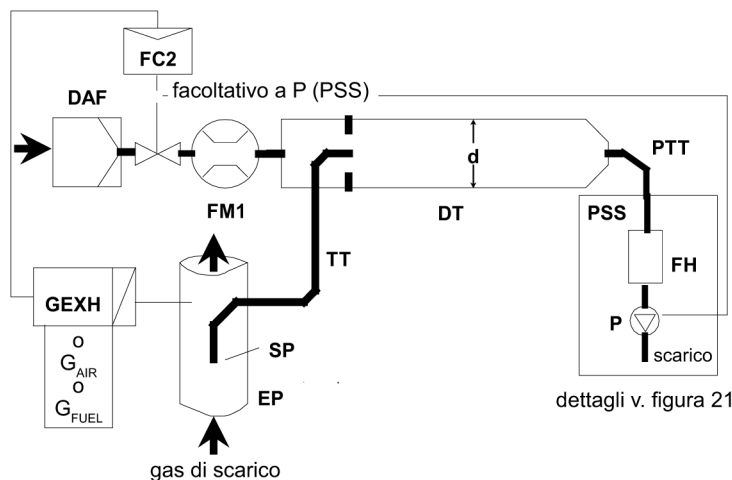 FC2
DAF
facoltativo a P (PSS)
d
PTT
FM1
DT
PSS
TT
FH
GEXH
P
o
G_AIR
SP
scarico
o
G_FUEL
EP
dettagli v. figura 21
gas di scarico